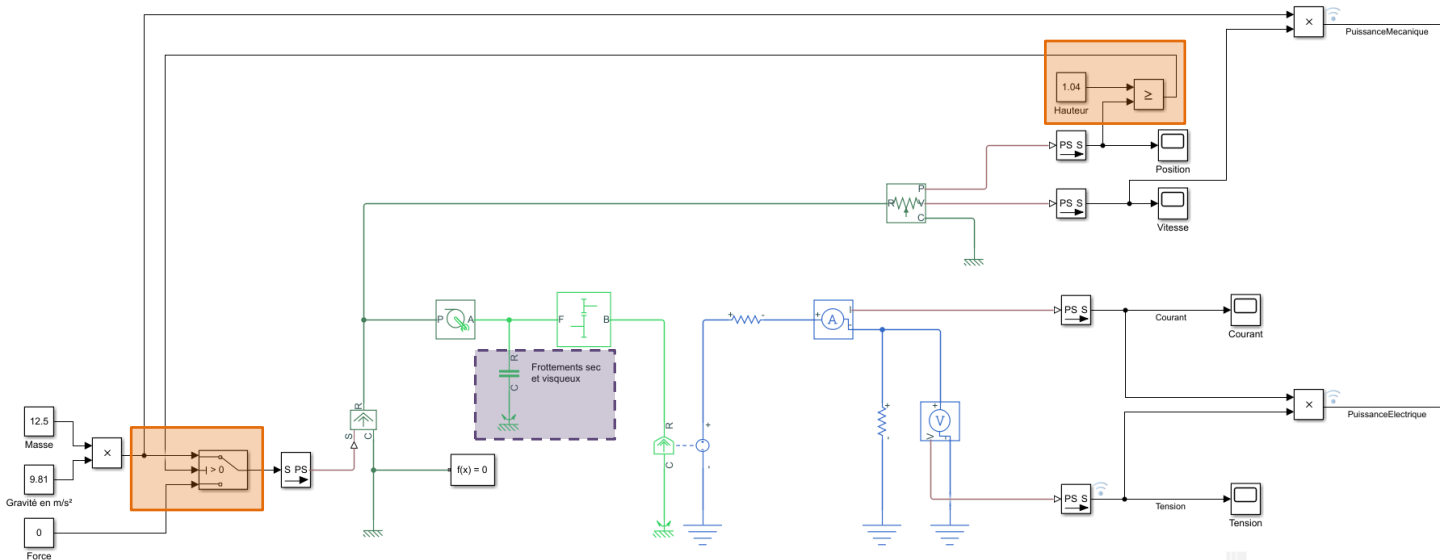 ×
PuissanceMecanique
1.04
Hauteur
≥
PS S
Position
P
R V
C
PS S
Vitesse
P A
F B
R
C
Frottements sec
et visqueux
+ -
+ A I
-
PS S
Courant
Courant
12.5
Masse
×
9.81
Gravité en m/s²
0
Force
> 0
S PS
R
S C
f(x) = 0
R
C
+
-
+
-
+
V
V
-
×
PuissanceElectrique
PS S
Tension
Tension